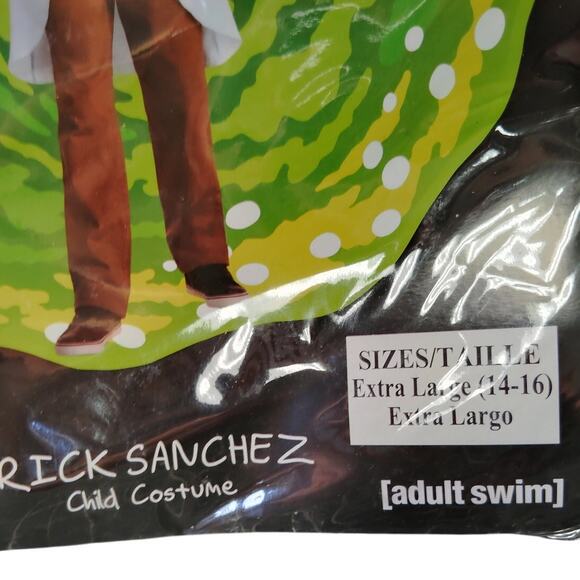 SIZES/TAILLE
Extra Large (14-16)
Extra Largo
RICK SANCHEZ
Child Costume
[adult swim]